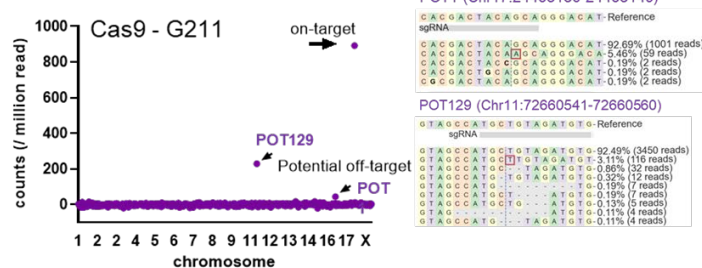 Cas9 - G211
on-target
POT129
Potential off-target
POT
counts (/ million read)
1000
800
600
400
200
0
1 2 3 4 5 6 7 8 9 11 12 13 14 16 17 X
chromosome
CACGACTACAGCAGGGACAT-Reference
sgRNA
CACGACTACAGCAGGGACAT-92.69% (1001 reads)
CACGACTACAAGCAGGGACA-5.46% (59 reads)
CACGACTACCGCAGGGACAT-0.19% (2 reads)
CACGACTGCAGCAGGGACAT-0.19% (2 reads)
CGCGACTACAGCAGGGACAT-0.19% (2 reads)
POT129 (Chr11:72660541-72660560)
GTAGCCATGCTGTAGATGTG-Reference
sgRNA
GTAGCCATGCTGTAGATGTG-92.49% (3450 reads)
GTAGCCATGCTTGTAGATGT-3.11% (116 reads)
GTAGCCATGC-GTAGATGTG-0.86% (32 reads)
GTAGCCATG-TGTAGATGTG-0.32% (12 reads)
0.19% (7 reads)
0.19% (7 reads)
0.13% (5 reads)
0.11% (4 reads)
0.11% (4 reads)